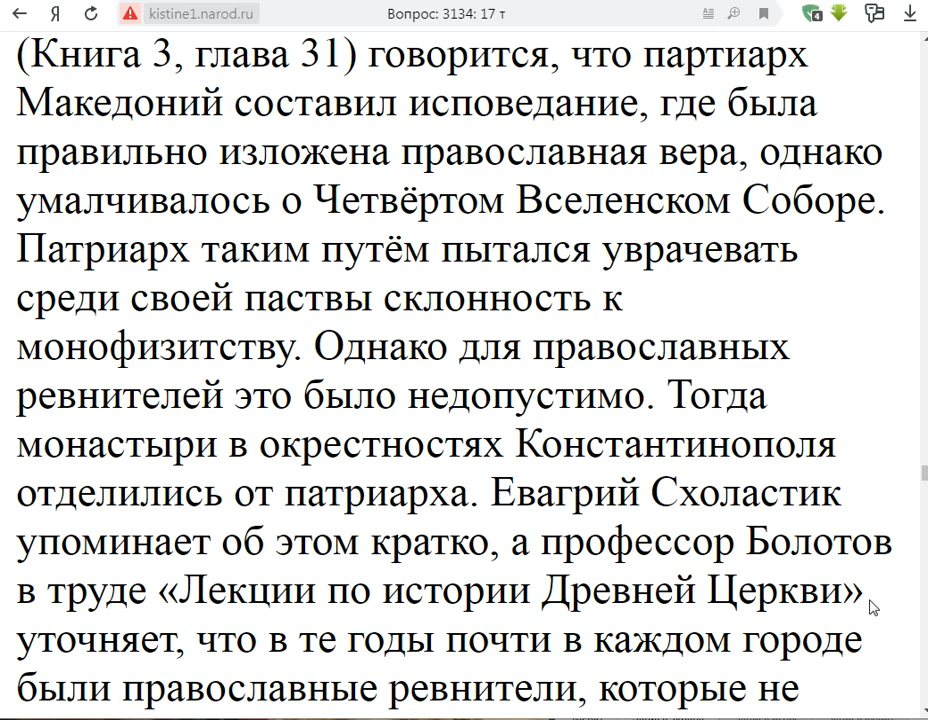 kistine1.narod.ru
Вопрос: 3134: 17 т
4
(Книга 3, глава 31) говорится, что партиарх
Македоний составил исповедание, где была
правильно изложена православная вера, однако
умалчивалось о Четвёртом Вселенском Соборе.
Патриарх таким путём пытался уврачевать
среди своей паствы склонность к
монофизитству. Однако для православных
ревнителей это было недопустимо. Тогда
монастыри в окрестностях Константинополя
отделились от патриарха. Евагрий Схоластик
упоминает об этом кратко, а профессор Болотов
в труде «Лекции по истории Древней Церкви»
уточняет, что в те годы почти в каждом городе
были православные ревнители, которые не